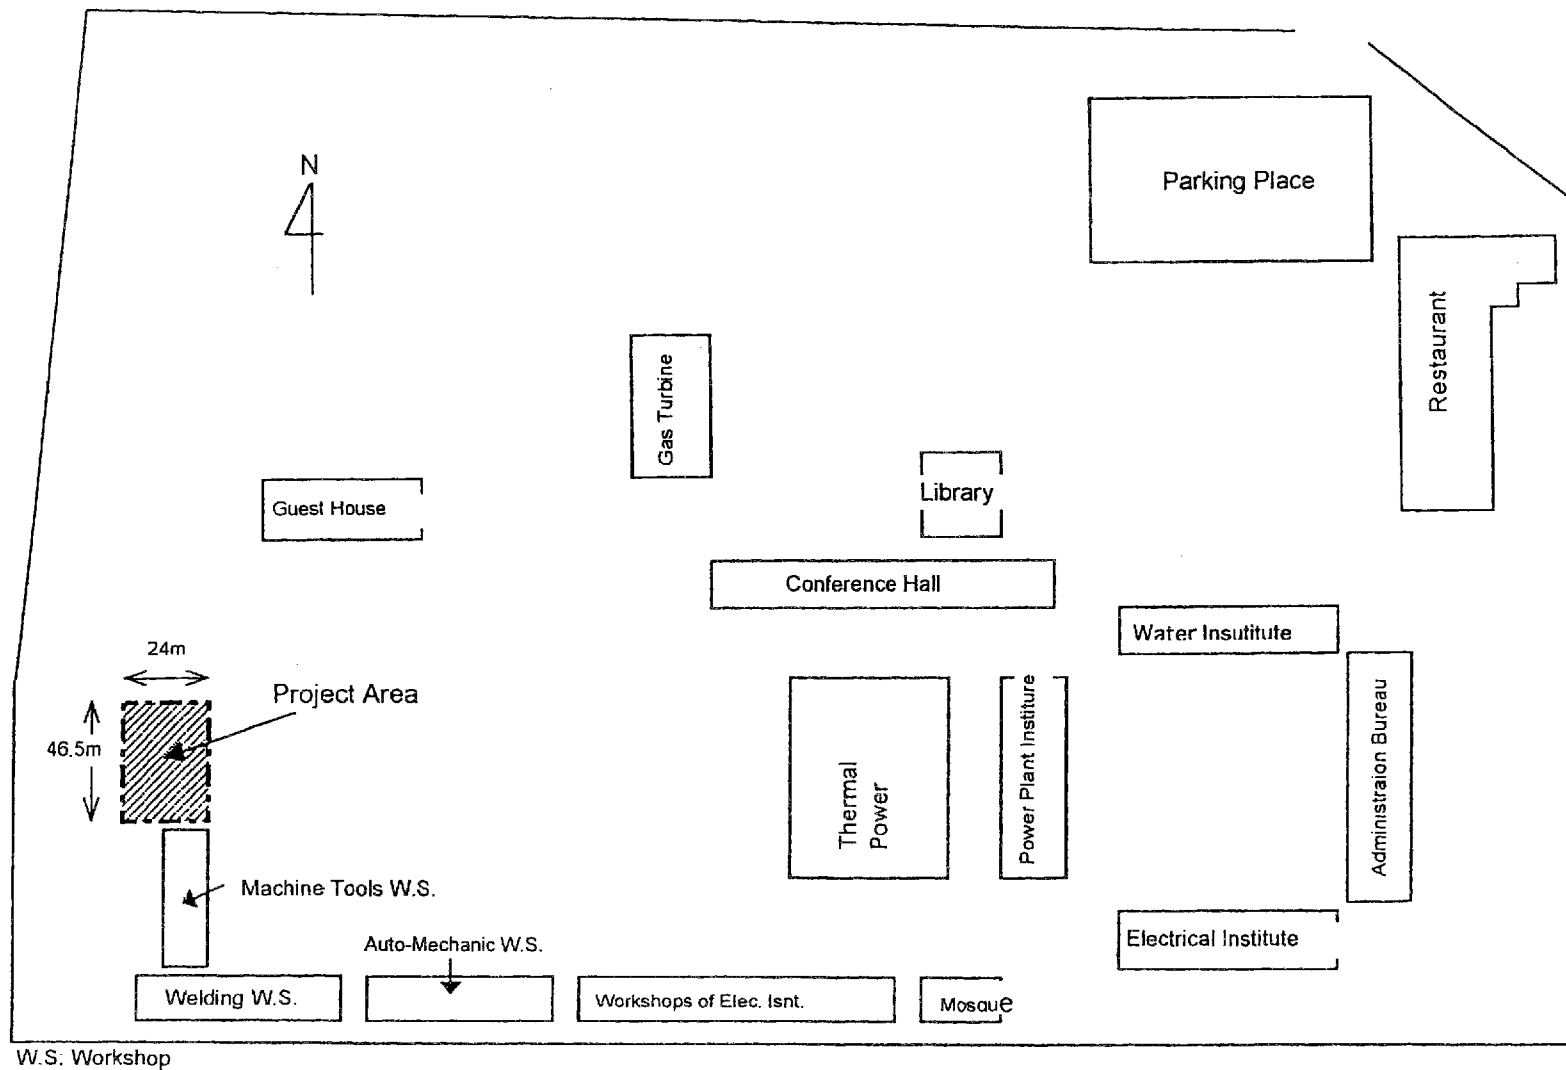 N
Parking Place
Restaurant
Gas Turbine
Library
Guest House
Conference Hall
Water Insutitute
24m
Project Area
46.5m
Thermal
Power
Power Plant Institure
Administraion Bureau
Machine Tools W.S.
Auto-Mechanic W.S.
Electrical Institute
Welding W.S.
Workshops of Elec. Isnt.
Mosque
W.S: Workshop